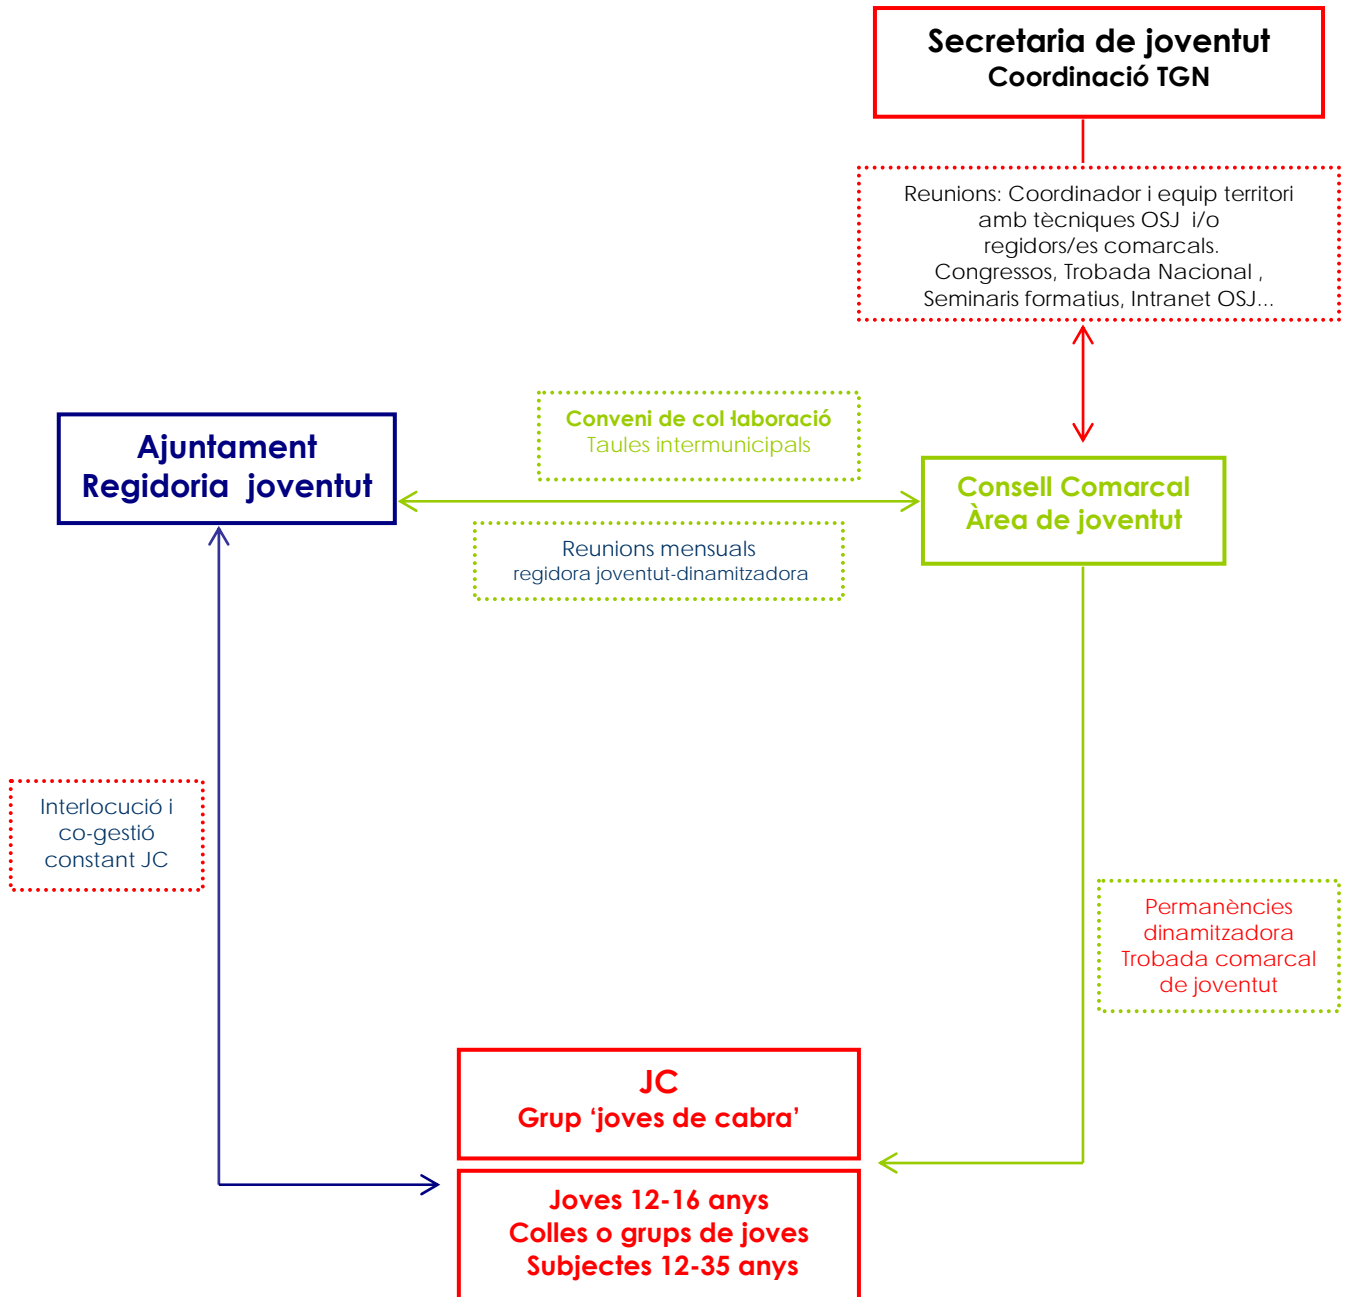 Secretaria de joventut
Coordinació TGN
Reunions: Coordinador i equip territori
amb tècniques OSJ i/o
regidors/es comarcals.
Congressos, Trobada Nacional ,
Seminaris formatius, Intranet OSJ...
Conveni de col·laboració
Taules intermunicipals
Ajuntament
Regidoria joventut
Consell Comarcal
Àrea de joventut
Reunions mensuals
regidora joventut-dinamitzadora
Interlocució i
co-gestió
constant JC
Permanències
dinamitzadora
Trobada comarcal
de joventut
JC
Grup ‘joves de cabra’
Joves 12-16 anys
Colles o grups de joves
Subjectes 12-35 anys